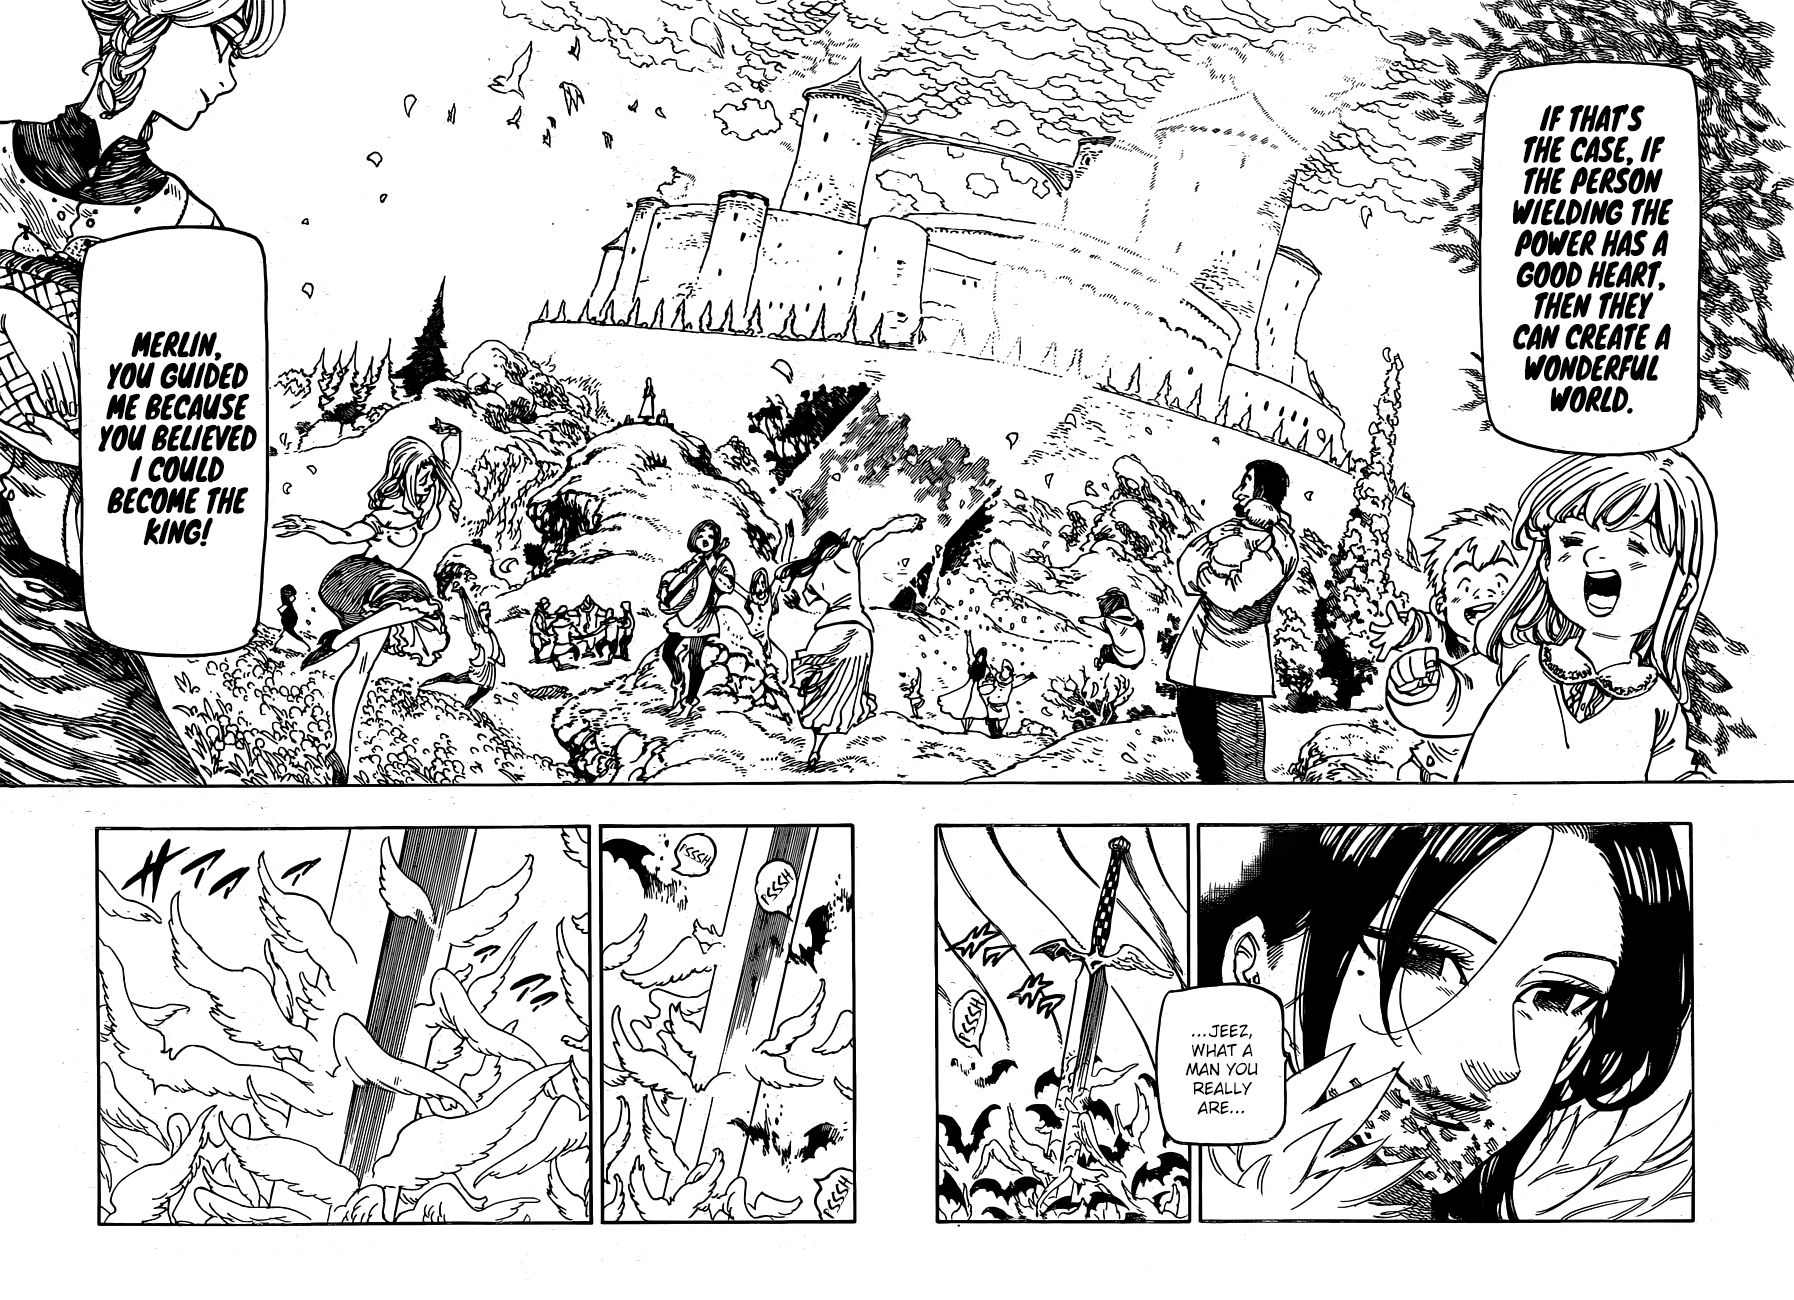 IF THAT'S
THE CASE, IF
THE PERSON
WIELDING THE
POWER HAS A
GOOD HEART,
THEN THEY
CAN CREATE A
WONDERFUL
WORLD.
MERLIN,
YOU GUIDED
ME BECAUSE
YOU BELIEVED
I COULD
BECOME THE
KING!
...JEEZ,
WHAT A
MAN YOU
REALLY
ARE...
PSSSH
PSSSH
PSSSH
PSSSH